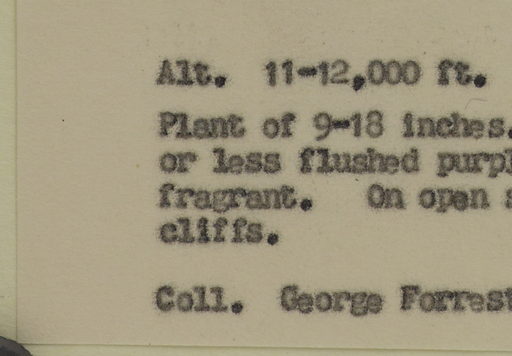 Alt. 11-12,000 ft.
Plant of 9-18 inches.
or less flushed purpl
fragrant. On open s
cliffs.
Coll. George Forrest